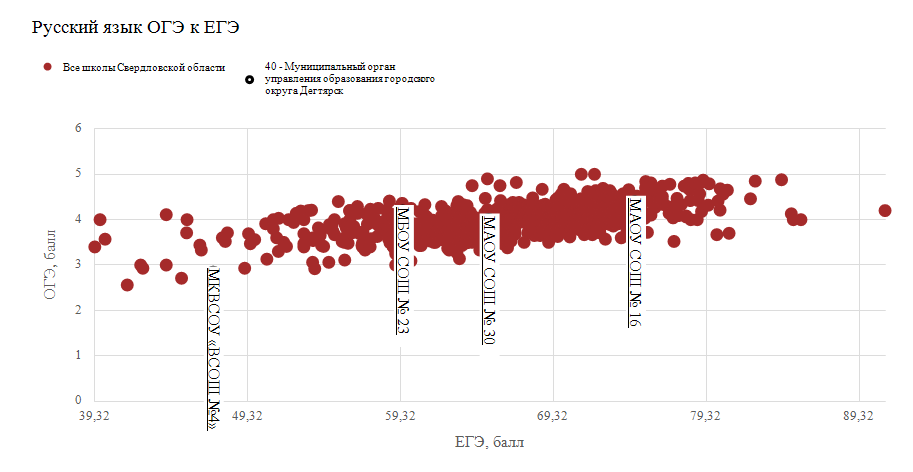 Русский язык ОГЭ к ЕГЭ
Все школы Свердловской области
40 - Муниципальный орган
управления образования городского
округа Дегтярск
6
5
4
3
2
1
0
ОГЭ, балл
МКВСОУ «ВСОШ №4»
МБОУ СОШ № 23
МАОУ СОШ № 30
МАОУ СОШ № 16
39,32
49,32
59,32
69,32
79,32
89,32
ЕГЭ, балл